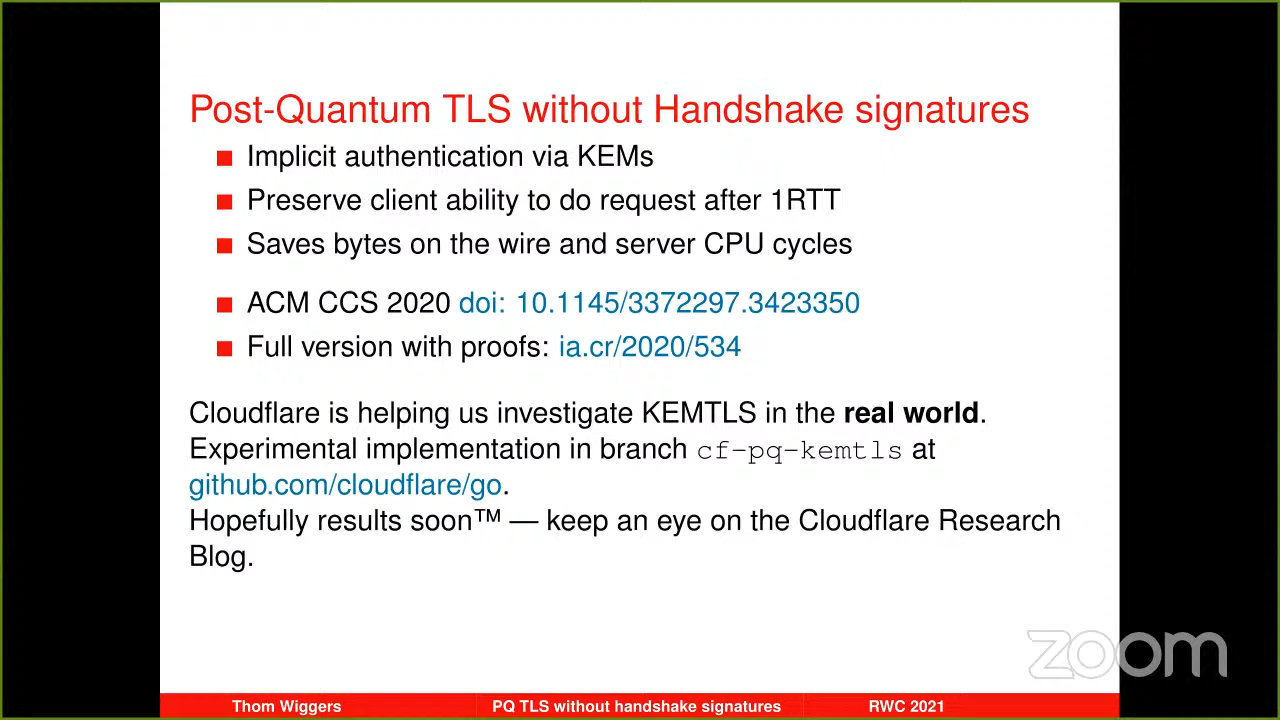 Post-Quantum TLS without Handshake signatures
Implicit authentication via KEMs
Preserve client ability to do request after 1RTT
Saves bytes on the wire and server CPU cycles
ACM CCS 2020 doi: 10.1145/3372297.3423350
Full version with proofs: ia.cr/2020/534
Cloudflare is helping us investigate KEMTLS in the real world.
Experimental implementation in branch cf-pq-kemtls at
github.com/cloudflare/go.
Hopefully results soon™ — keep an eye on the Cloudflare Research
Blog.
zoom
Thom Wiggers PQ TLS without handshake signatures RWC 2021